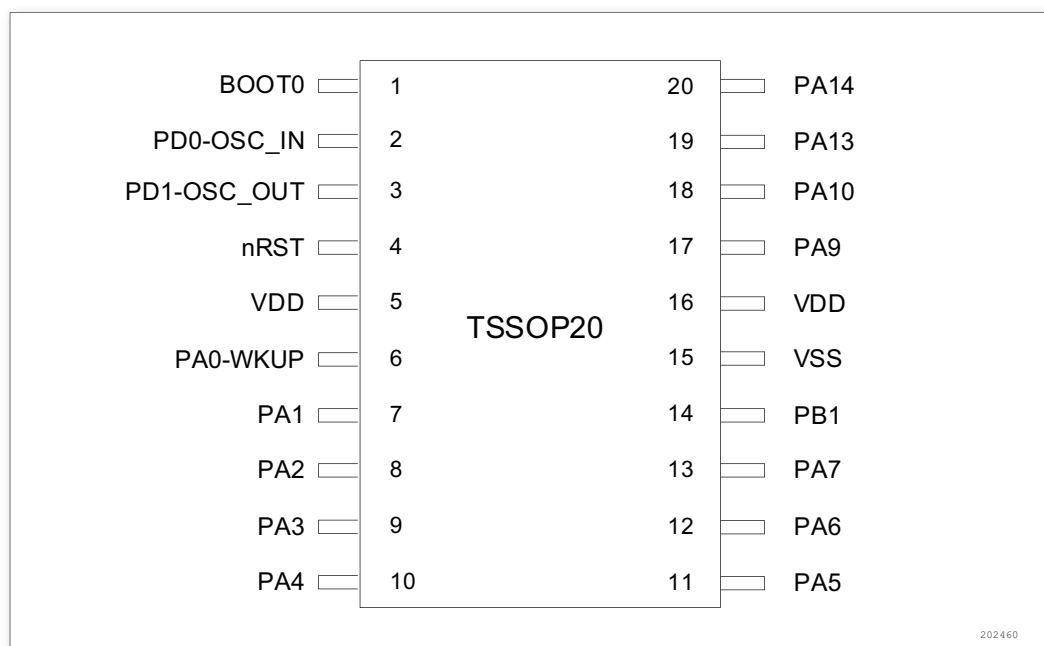 BOOT0 1 20 PA14
PD0-OSC_IN 2 19 PA13
PD1-OSC_OUT 3 18 PA10
nRST 4 17 PA9
VDD 5 16 VDD
TSSOP20
PA0-WKUP 6 15 VSS
PA1 7 14 PB1
PA2 8 13 PA7
PA3 9 12 PA6
PA4 10 11 PA5
202460